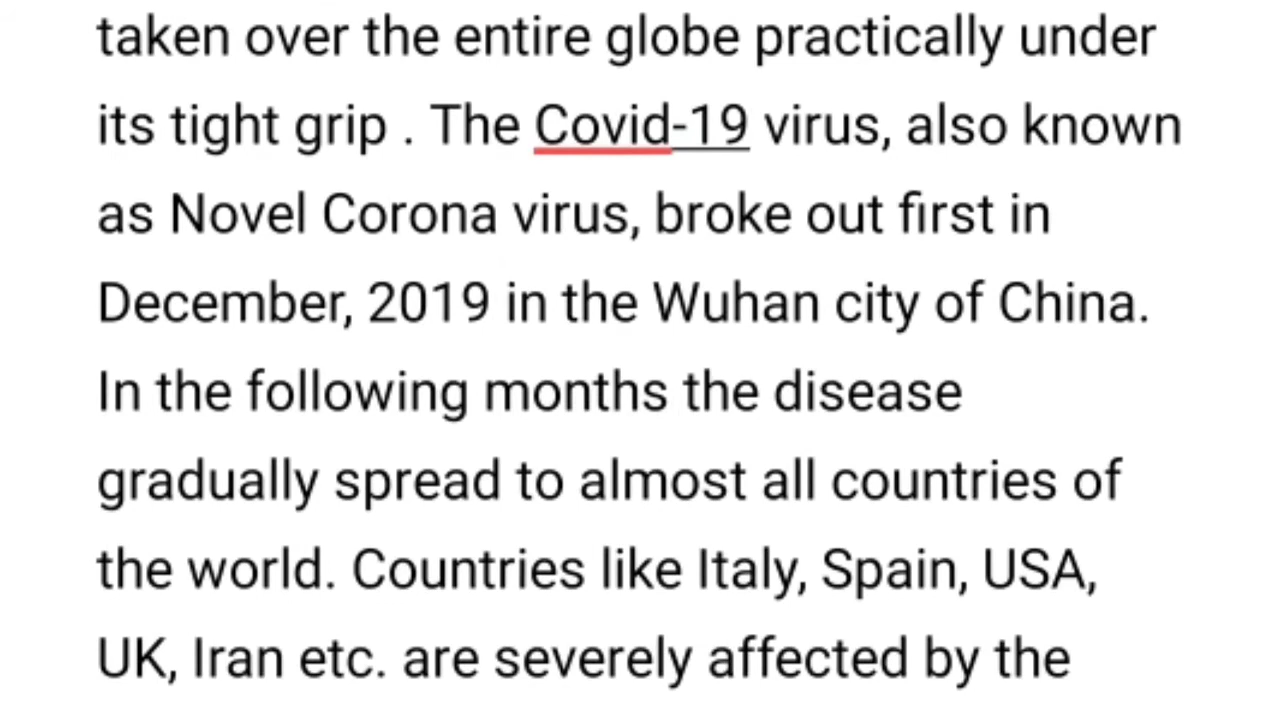 taken over the entire globe practically under
its tight grip . The Covid-19 virus, also known
as Novel Corona virus, broke out first in
December, 2019 in the Wuhan city of China.
In the following months the disease
gradually spread to almost all countries of
the world. Countries like Italy, Spain, USA,
UK, Iran etc. are severely affected by the